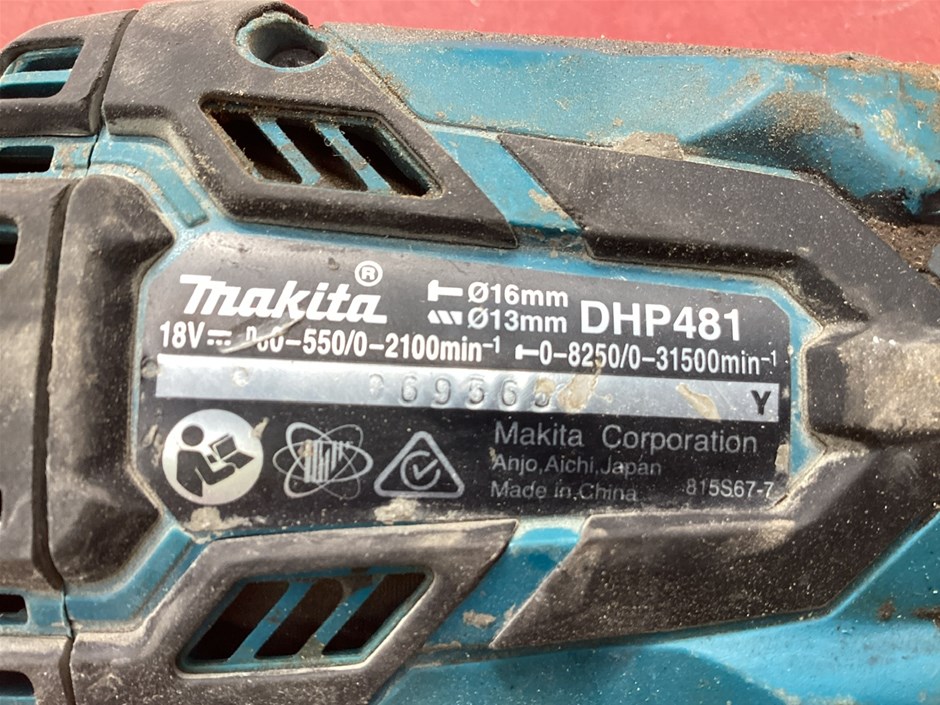 makita®
Ø16mm
Ø13mm DHP481
18V⎓ 0-550/0-2100min⁻¹ 0-8250/0-31500min⁻¹
Y
Makita Corporation
Anjo,Aichi,Japan
Made in China 815S67-7